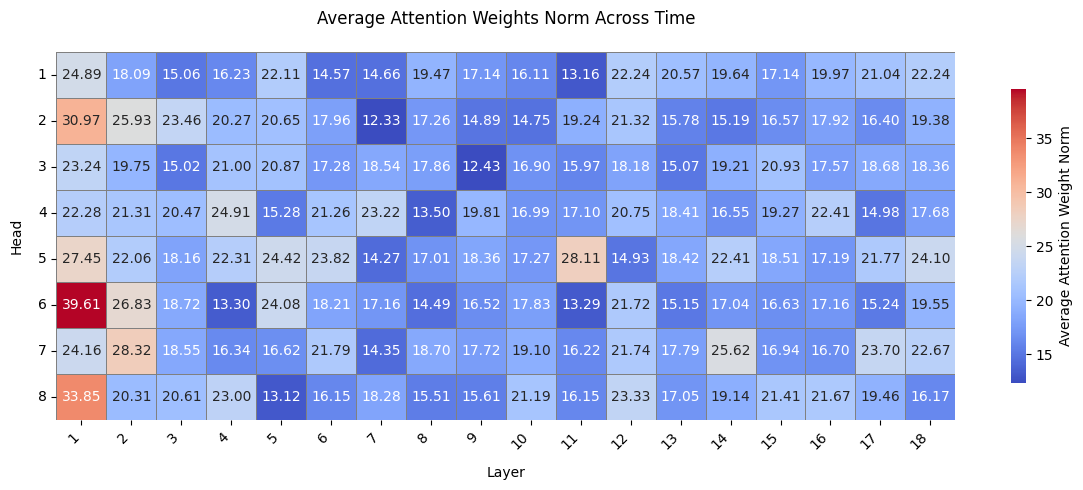 Average Attention Weights Norm Across Time
1 24.89 18.09 15.06 16.23 22.11 14.57 14.66 19.47 17.14 16.11 13.16 22.24 20.57 19.64 17.14 19.97 21.04 22.24
2 30.97 25.93 23.46 20.27 20.65 17.96 12.33 17.26 14.89 14.75 19.24 21.32 15.78 15.19 16.57 17.92 16.40 19.38
3 23.24 19.75 15.02 21.00 20.87 17.28 18.54 17.86 12.43 16.90 15.97 18.18 15.07 19.21 20.93 17.57 18.68 18.36
4 22.28 21.31 20.47 24.91 15.28 21.26 23.22 13.50 19.81 16.99 17.10 20.75 18.41 16.55 19.27 22.41 14.98 17.68
5 27.45 22.06 18.16 22.31 24.42 23.82 14.27 17.01 18.36 17.27 28.11 14.93 18.42 22.41 18.51 17.19 21.77 24.10
6 39.61 26.83 18.72 13.30 24.08 18.21 17.16 14.49 16.52 17.83 13.29 21.72 15.15 17.04 16.63 17.16 15.24 19.55
7 24.16 28.32 18.55 16.34 16.62 21.79 14.35 18.70 17.72 19.10 16.22 21.74 17.79 25.62 16.94 16.70 23.70 22.67
8 33.85 20.31 20.61 23.00 13.12 16.15 18.28 15.51 15.61 21.19 16.15 23.33 17.05 19.14 21.41 21.67 19.46 16.17
1 2 3 4 5 6 7 8 9 10 11 12 13 14 15 16 17 18
Layer
Head
35
30
25
20
15
Average Attention Weight Norm